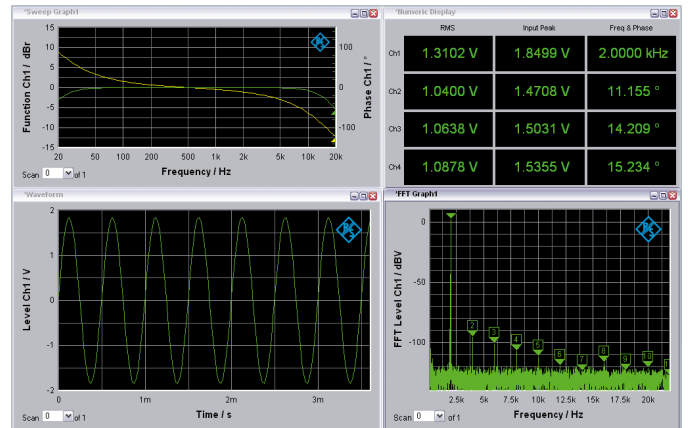 *Sweep Graph1
15
10
5
0
-5
-10
-15
Function Ch1 / dBr
100
0
-100
Phase Ch1 / °
20 50 100 200 500 1k 2k 5k 10k 20k
Scan 0 of 1
Frequency / Hz
*Numeric Display
RMS Input Peak Freq & Phase
Ch1 1.3102 V 1.8499 V 2.0000 kHz
Ch2 1.0400 V 1.4708 V 11.155 °
Ch3 1.0638 V 1.5031 V 14.209 °
Ch4 1.0878 V 1.5355 V 15.234 °
*Waveform
2
1
0
-1
-2
Level Ch1 / V
0 1m 2m 3m
Scan 0 of 1
Time / s
*FFT Graph1
0
-50
-100
FFT Level Ch1 / dBV
2 3 4 5 6 7 8 9 10
2.5k 5k 7.5k 10k 12.5k 15k 17.5k 20k
Scan 0 of 1
Frequency / Hz